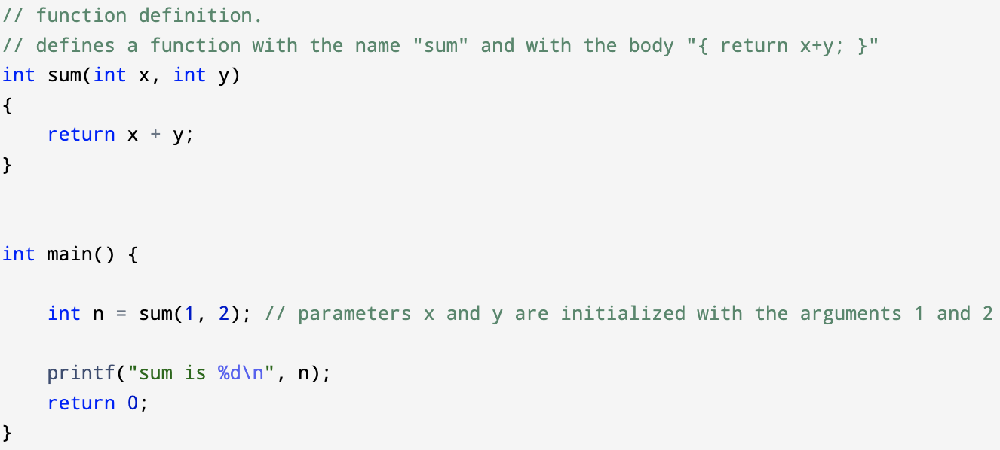 // function definition.
// defines a function with the name "sum" and with the body "{ return x+y; }"
int sum(int x, int y)
{
    return x + y;
}
int main() {
    int n = sum(1, 2); // parameters x and y are initialized with the arguments 1 and 2
    printf("sum is %d\n", n);
    return 0;
}